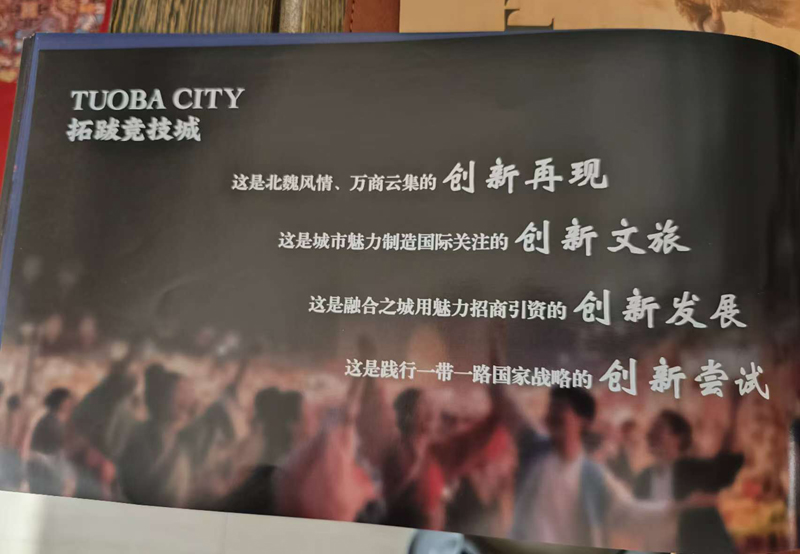 TUOBA CITY
拓跋竞技城
这是北魏风情、万商云集的 创新再现
这是城市魅力制造国际关注的 创新文旅
这是融合之城用魅力招商引资的 创新发展
这是践行一带一路国家战略的 创新尝试